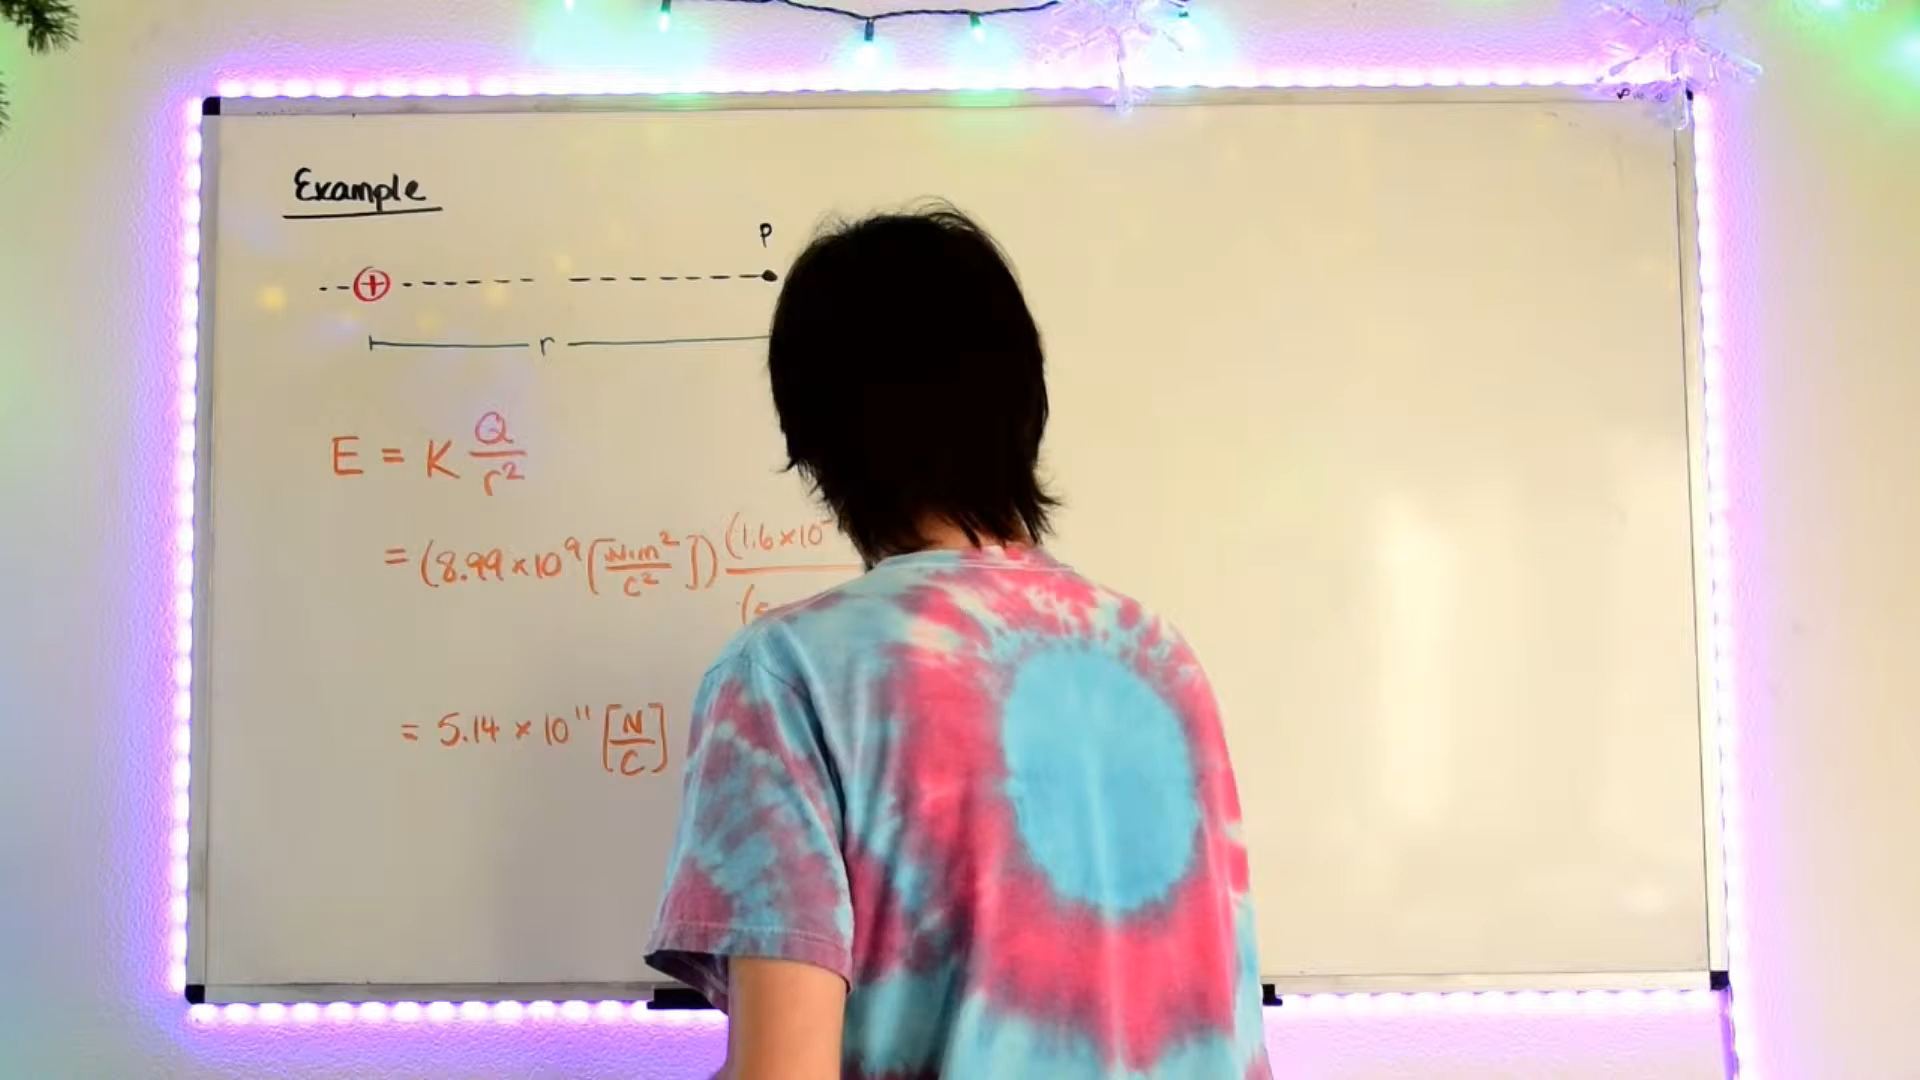 Example
P
+
r
E = K Q/r²
= (8.99 × 10⁹ [N·m²/C²]) (1.6 × 10⁻
= 5.14 × 10¹¹ [N/C]